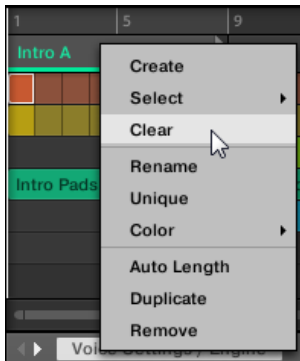 1 5 9
Intro A
Create
Select
Clear
Rename
Intro Pads
Unique
Color
Auto Length
Duplicate
Remove